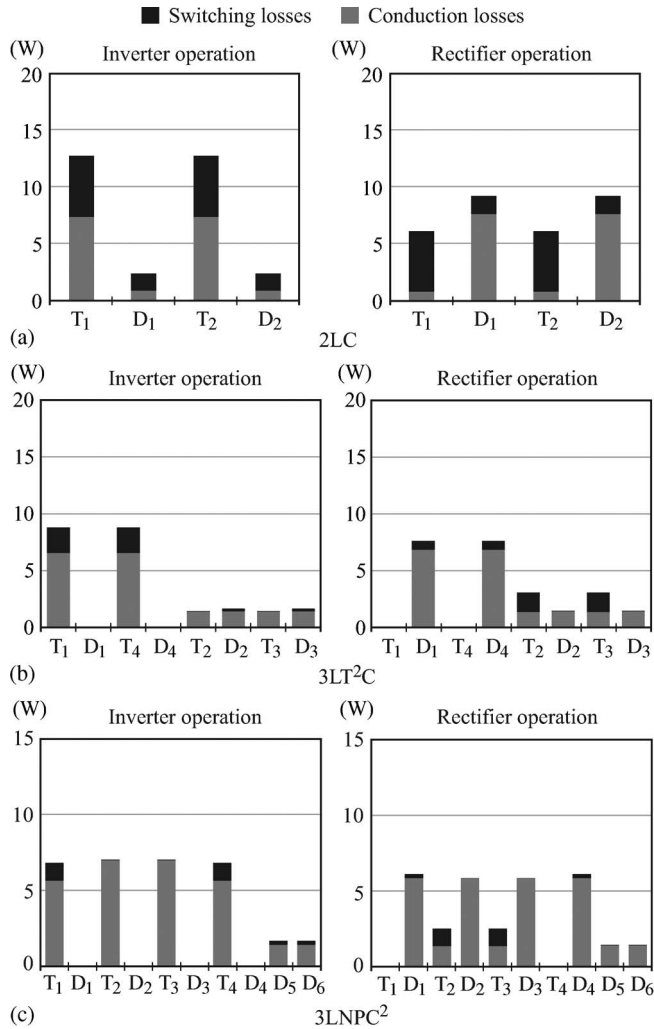 Switching losses Conduction losses
(W) Inverter operation Rectifier operation
20 20
15 15
10 10
5 5
0 0
T1 D1 T2 D2 T1 D1 T2 D2
(a) 2LC
(W) Inverter operation (W) Rectifier operation
20 20
15 15
10 10
5 5
0 0
T1 D1 T4 D4 T2 D2 T3 D3 T1 D1 T4 D4 T2 D2 T3 D3
(b) 3LT²C
(W) Inverter operation (W) Rectifier operation
15 15
10 10
5 5
0 0
T1 D1 T2 D2 T3 D3 T4 D4 D5 D6 T1 D1 T2 D2 T3 D3 T4 D4 D5 D6
(c) 3LNPC²